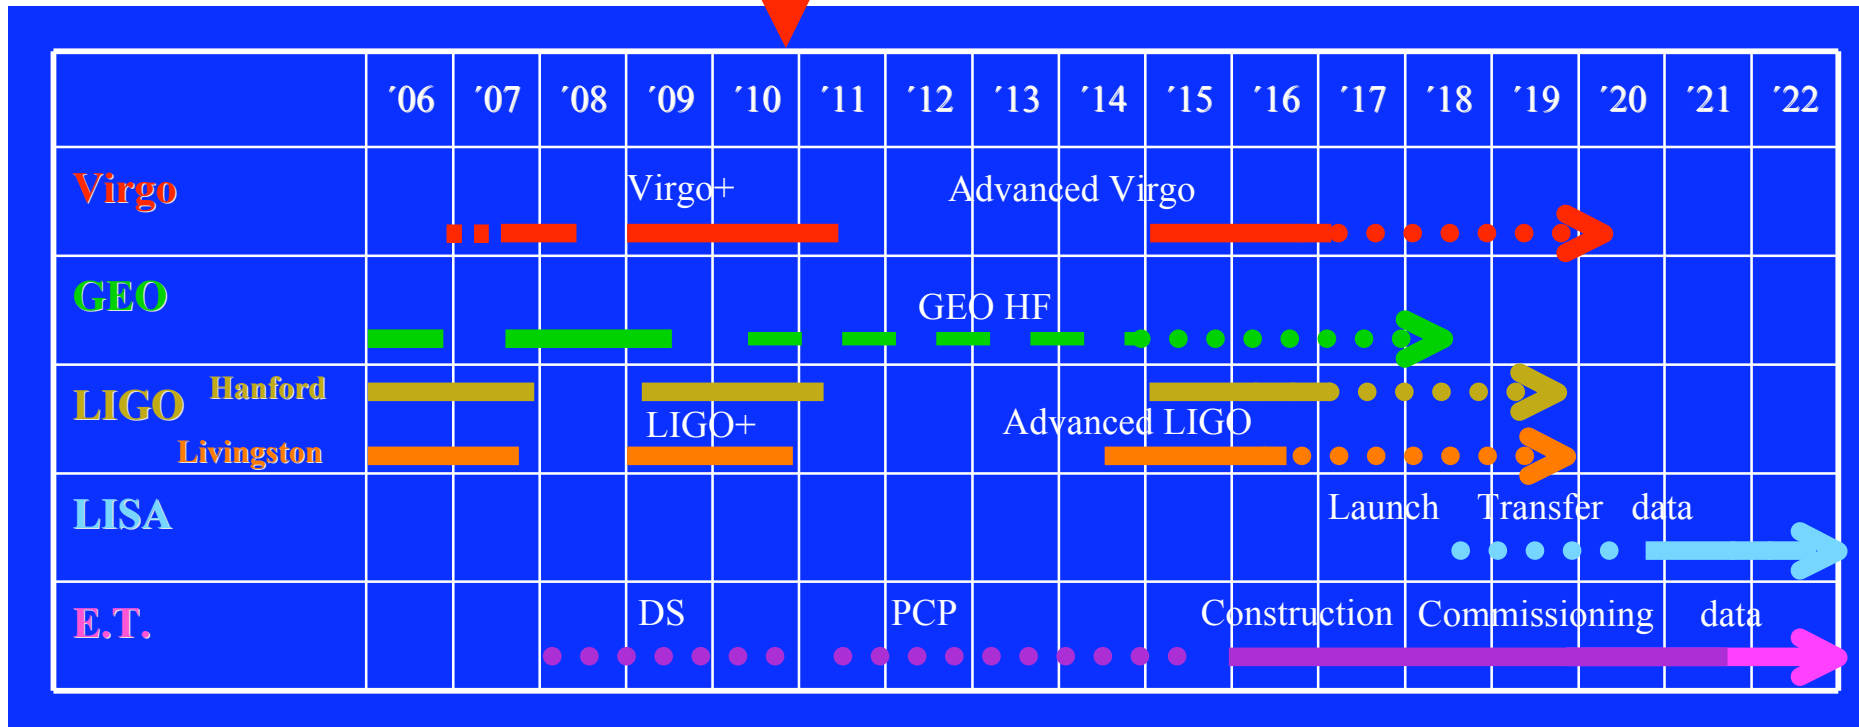 ´06 ´07 ´08 ´09 ´10 ´11 ´12 ´13 ´14 ´15 ´16 ´17 ´18 ´19 ´20 ´21 ´22
Virgo Virgo+ Advanced Virgo
GEO GEO HF
LIGO Hanford
LIGO+ Advanced LIGO
Livingston
LISA Launch Transfer data
E.T. DS PCP Construction Commissioning data